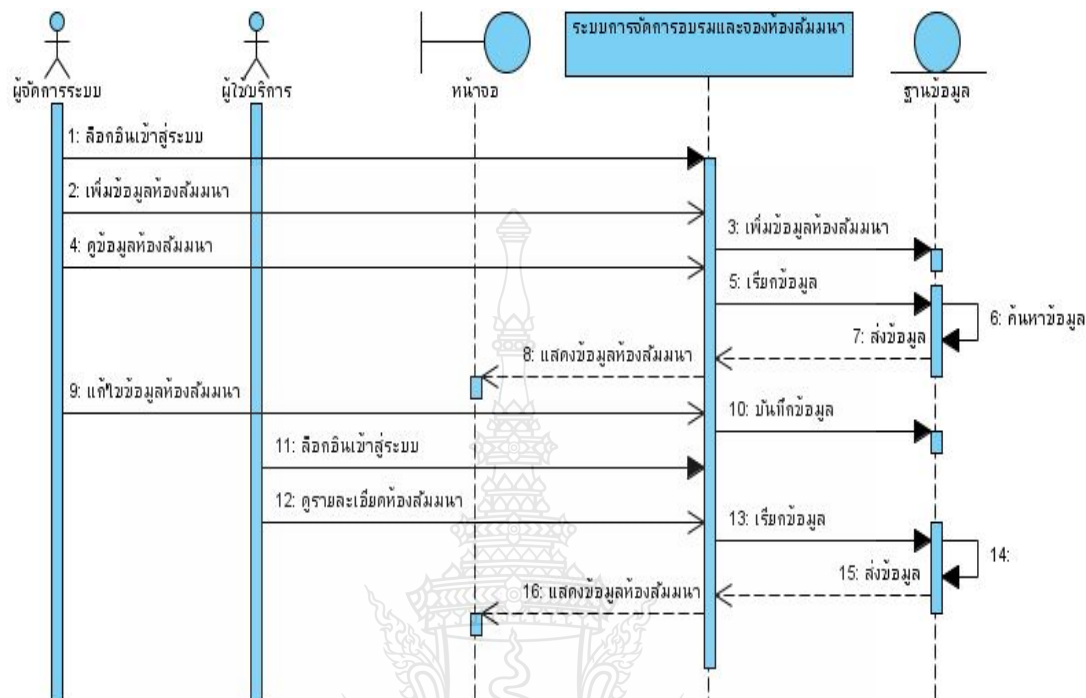 ระบบการจัดการอบรมและจองห้องสัมมนา
ผู้จัดการระบบ
ผู้ใช้บริการ
หน้าจอ
ฐานข้อมูล
1: ล็อกอินเข้าสู่ระบบ
2: เพิ่มข้อมูลห้องสัมมนา
3: เพิ่มข้อมูลห้องสัมมนา
4: ดูข้อมูลห้องสัมมนา
5: เรียกข้อมูล
6: ค้นหาข้อมูล
7: ส่งข้อมูล
8: แสดงข้อมูลห้องสัมมนา
9: แก้ไขข้อมูลห้องสัมมนา
10: บันทึกข้อมูล
11: ล็อกอินเข้าสู่ระบบ
12: ดูรายละเอียดห้องสัมมนา
13: เรียกข้อมูล
14:
15: ส่งข้อมูล
16: แสดงข้อมูลห้องสัมมนา